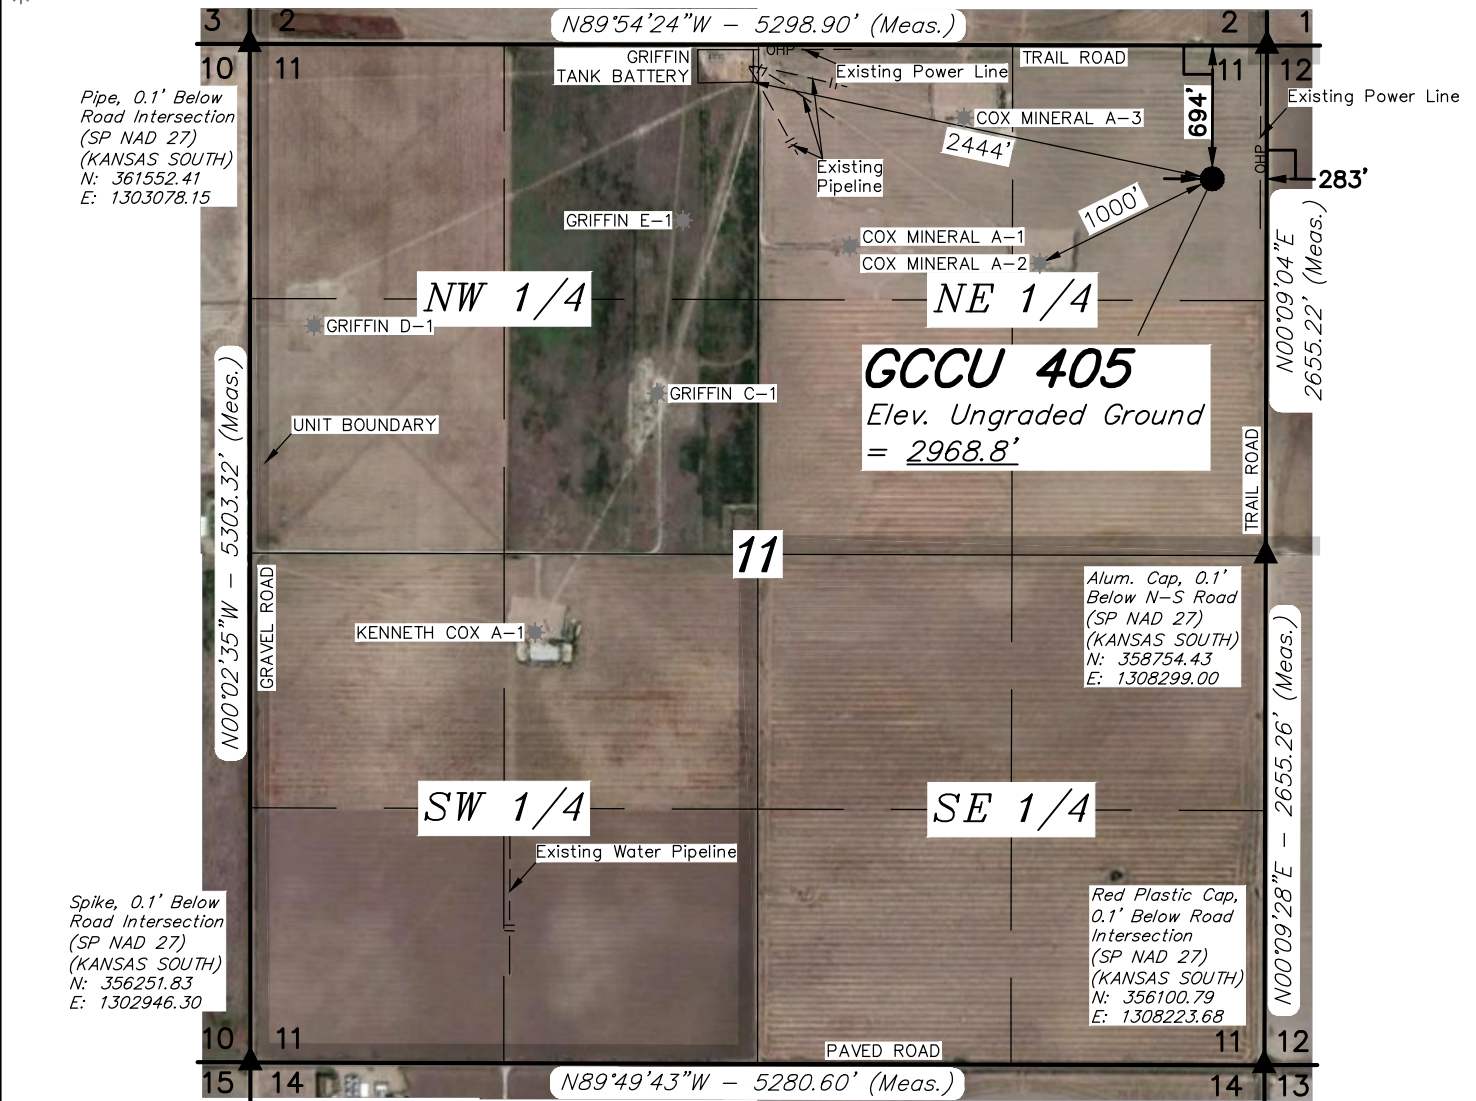 3
2
N89°54'24"W – 5298.90' (Meas.)
2
1
10
11
GRIFFIN
TANK BATTERY
OHP
Existing Power Line
TRAIL ROAD
11
12
Existing Power Line
Pipe, 0.1' Below
Road Intersection
(SP NAD 27)
(KANSAS SOUTH)
N: 361552.41
E: 1303078.15
COX MINERAL A-3
694'
2444'
OHP
Existing
Pipeline
283'
1000'
GRIFFIN E-1
COX MINERAL A-1
COX MINERAL A-2
N00°09'04"E
2655.22' (Meas.)
NW 1/4
NE 1/4
GRIFFIN D-1
GCCU 405
Elev. Ungraded Ground
= 2968.8'
GRIFFIN C-1
UNIT BOUNDARY
N00°02'35"W – 5303.32' (Meas.)
TRAIL ROAD
11
GRAVEL ROAD
Alum. Cap, 0.1'
Below N-S Road
(SP NAD 27)
(KANSAS SOUTH)
N: 358754.43
E: 1308299.00
KENNETH COX A-1
N00°09'28"E – 2655.26' (Meas.)
SW 1/4
SE 1/4
Existing Water Pipeline
Spike, 0.1' Below
Road Intersection
(SP NAD 27)
(KANSAS SOUTH)
N: 356251.83
E: 1302946.30
Red Plastic Cap,
0.1' Below Road
Intersection
(SP NAD 27)
(KANSAS SOUTH)
N: 356100.79
E: 1308223.68
10
11
PAVED ROAD
11
12
15
14
N89°49'43"W – 5280.60' (Meas.)
14
13